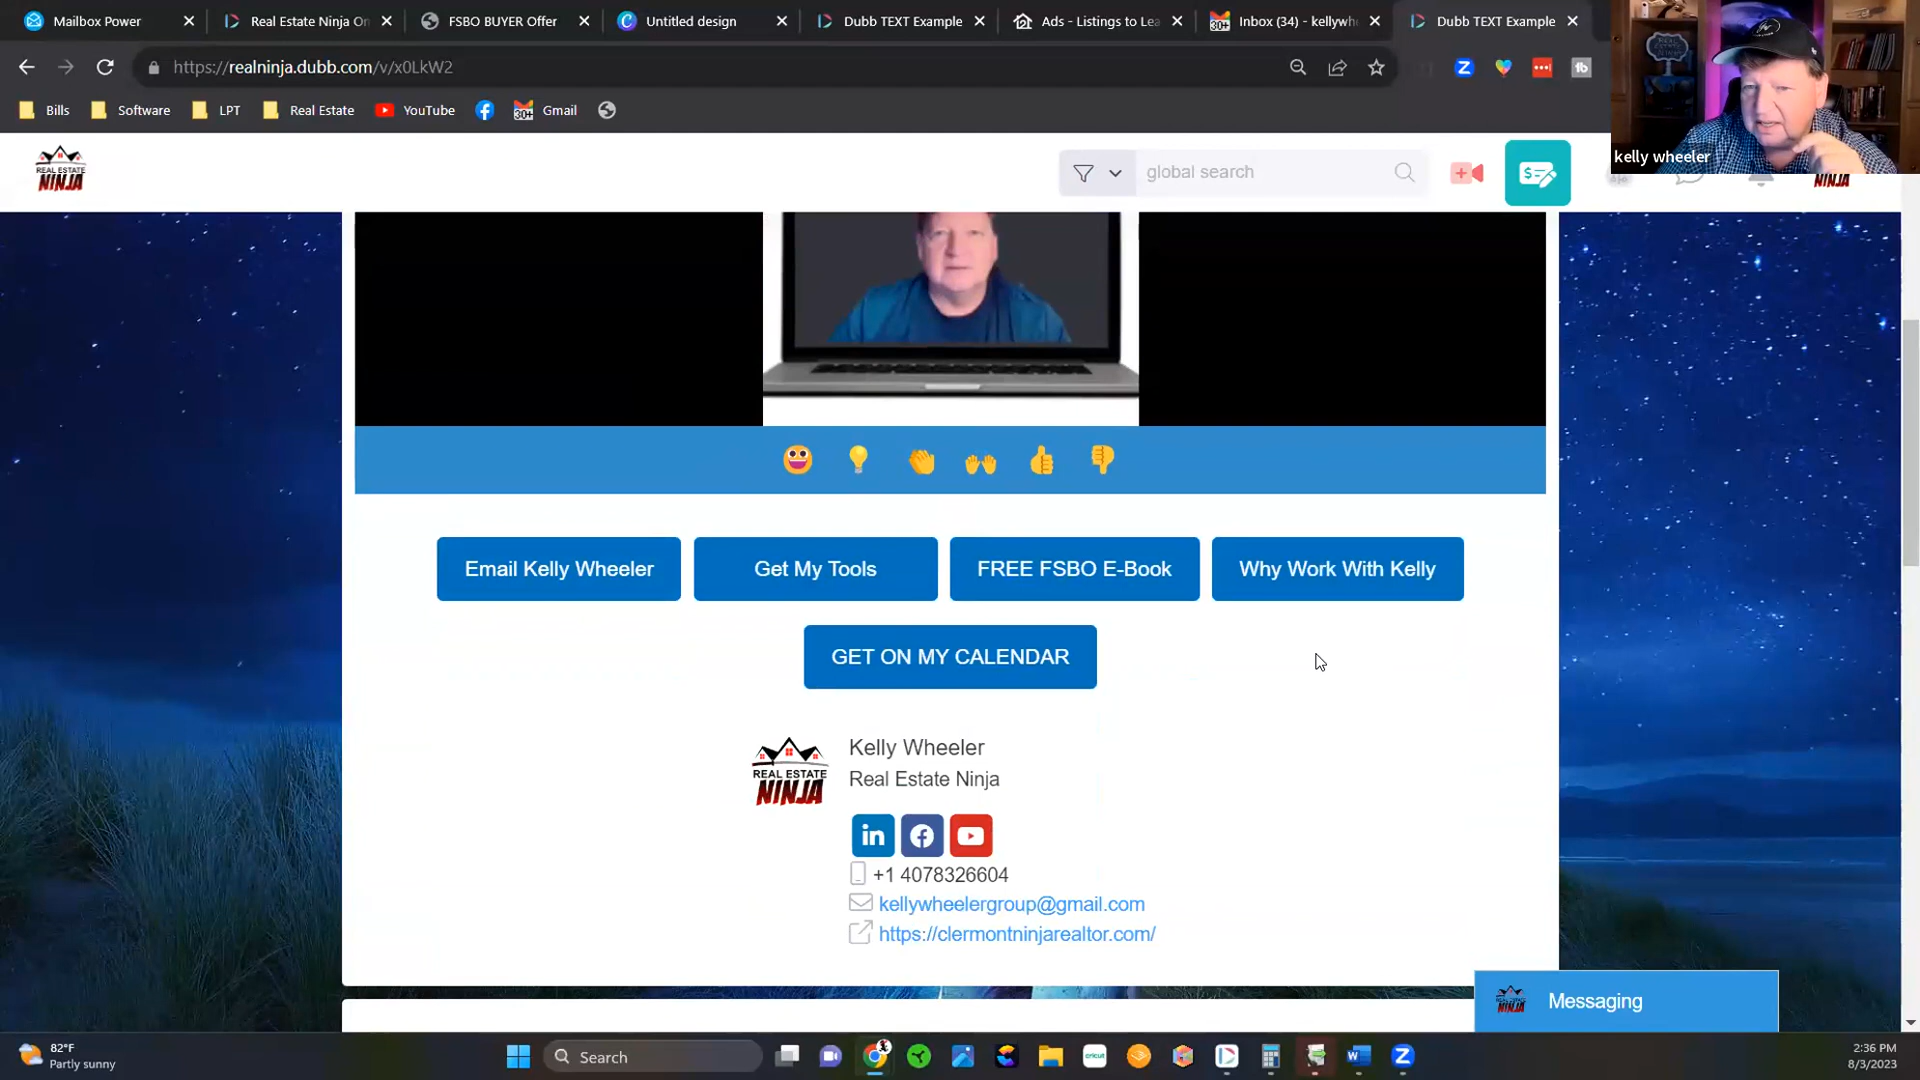 Mailbox Power
Real Estate Ninja On
FSBO BUYER Offer
Untitled design
Dubb TEXT Example
Ads - Listings to Lea
Inbox (34) - kellywhe
Dubb TEXT Example
https://realninja.dubb.com/v/x0LkW2
Bills
Software
LPT
Real Estate
YouTube
30+
Gmail
kelly wheeler
REAL ESTATE
NINJA
global search
NINJA
Email Kelly Wheeler
Get My Tools
FREE FSBO E-Book
Why Work With Kelly
GET ON MY CALENDAR
REAL ESTATE
NINJA
Kelly Wheeler
Real Estate Ninja
+1 4078326604
kellywheelergroup@gmail.com
https://clermontninjarealtor.com/
Messaging
82°F
Partly sunny
Search
cricut
2:36 PM
8/3/2023